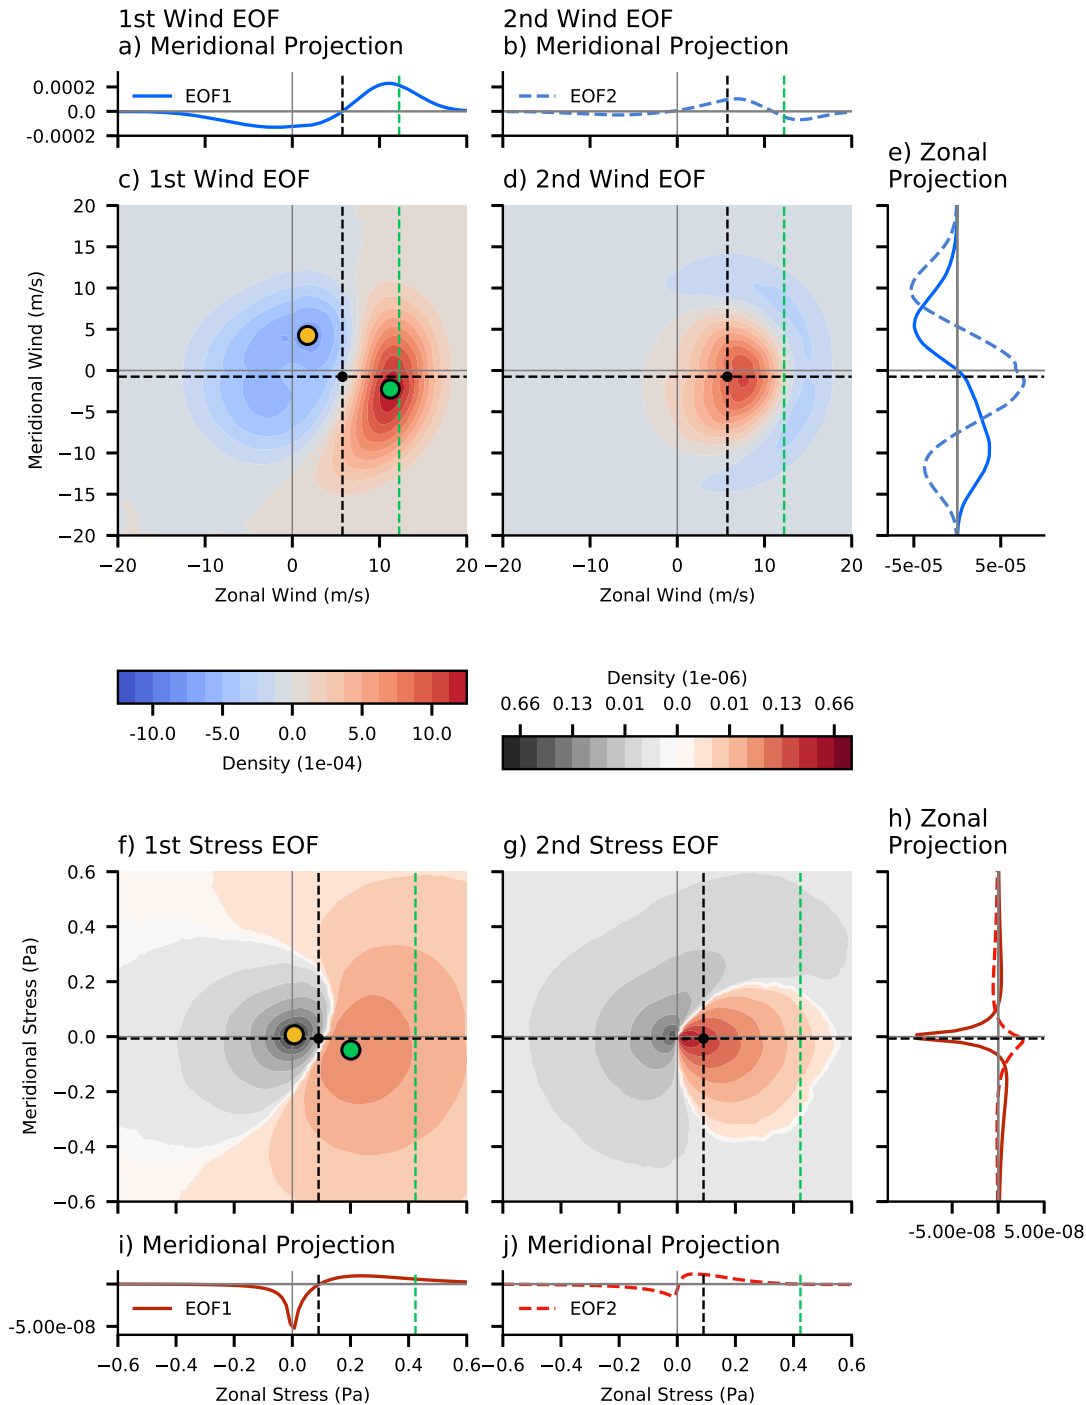 1st Wind EOF
a) Meridional Projection
2nd Wind EOF
b) Meridional Projection
0.0002
0.0
-0.0002
EOF1
EOF2
c) 1st Wind EOF
d) 2nd Wind EOF
e) Zonal
Projection
20
15
10
5
0
−5
−10
−15
−20
Meridional Wind (m/s)
−20 −10 0 10 20
Zonal Wind (m/s)
−20 −10 0 10 20
Zonal Wind (m/s)
-5e-05 5e-05
-10.0 -5.0 0.0 5.0 10.0
Density (1e-04)
Density (1e-06)
0.66 0.13 0.01 0.0 0.01 0.13 0.66
f) 1st Stress EOF
g) 2nd Stress EOF
h) Zonal
Projection
0.6
0.4
0.2
0.0
−0.2
−0.4
−0.6
Meridional Stress (Pa)
-5.00e-08 5.00e-08
i) Meridional Projection
j) Meridional Projection
-5.00e-08
EOF1
EOF2
−0.6 −0.4 −0.2 0.0 0.2 0.4 0.6
Zonal Stress (Pa)
−0.6 −0.4 −0.2 0.0 0.2 0.4 0.6
Zonal Stress (Pa)